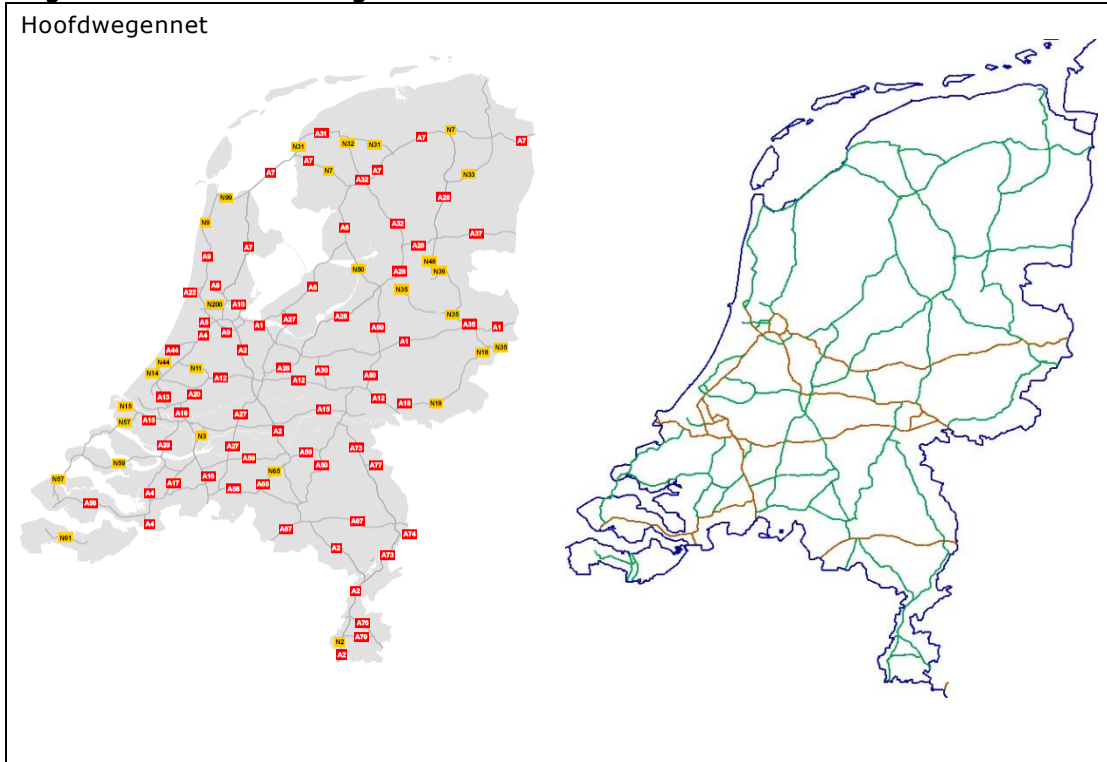 Hoofdwegennet
A31
N7
N31
N32
N31
A7
A7
A7
A7
N7
A7
A32
N33
N99
A28
N9
A6
A32
A37
A7
A28
A9
N48
N50
A28
N36
A8
A6
N35
A22
N200
A10
A27
A28
N35
A5
A1
A50
A35
A1
A4
A9
A1
A44
A2
N35
N18
N44
N11
A28
A30
N14
A12
A12
A50
A13
A20
A12
A18
N18
N15
A16
A27
A15
N57
A15
A2
N3
A29
A27
A59
A73
N59
A59
A50
A77
N57
A16
N65
A17
A58
A65
A58
A4
A4
A67
A67
A74
N61
A2
A73
A2
A76
A79
N2
A2